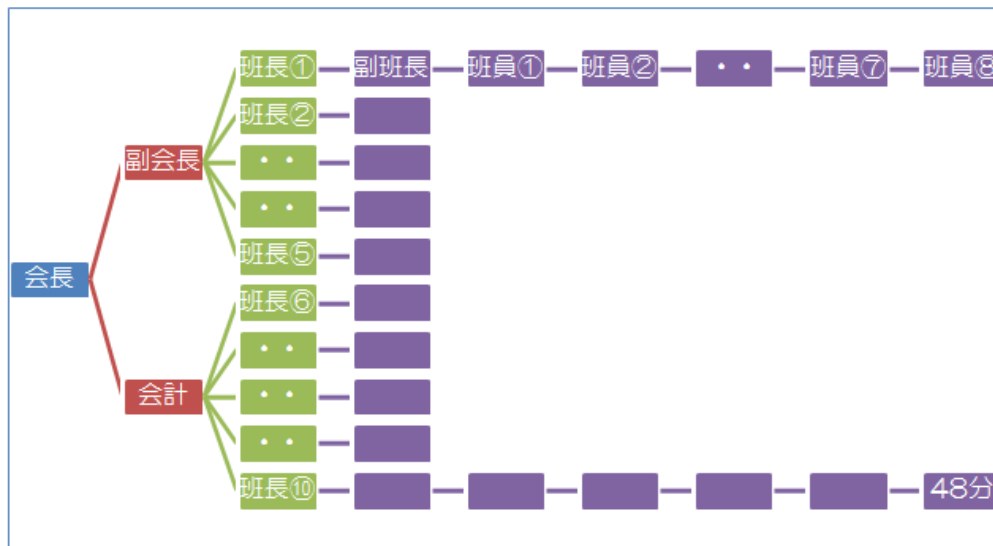 班長① 副班長 班員① 班員② ・・ 班員⑦ 班員⑧
班長②
副会長 ・・
・・
班長⑤
会長
班長⑥
・・
会計 ・・
・・
班長⑩ 48分